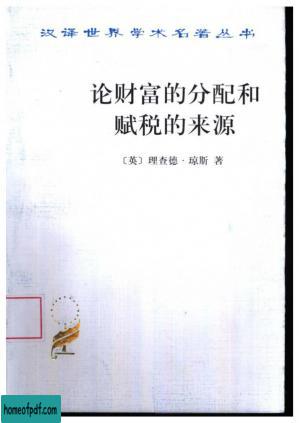 汉译世界学术名著丛书
论财富的分配和
赋税的来源
〔英〕理查德·琼斯 著
homeofpdf.com